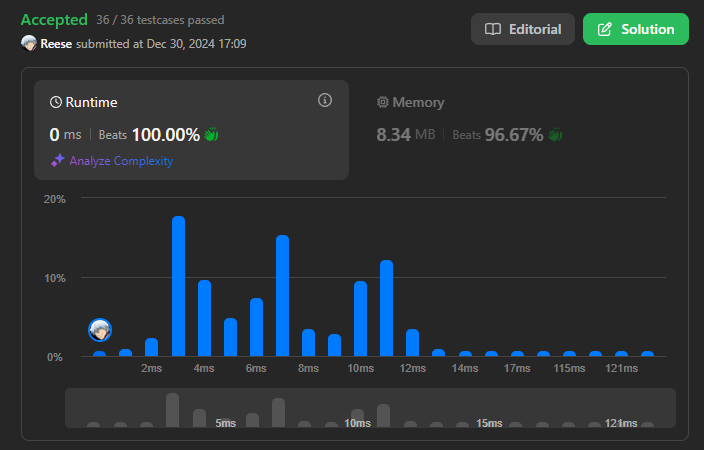 Accepted 36 / 36 testcases passed
Reese submitted at Dec 30, 2024 17:09
Editorial
Solution
Runtime
0 ms | Beats 100.00%
Analyze Complexity
Memory
8.34 MB | Beats 96.67%
20%
10%
0%
2ms 4ms 6ms 8ms 10ms 12ms 14ms 17ms 115ms 121ms
5ms 10ms 15ms 121ms